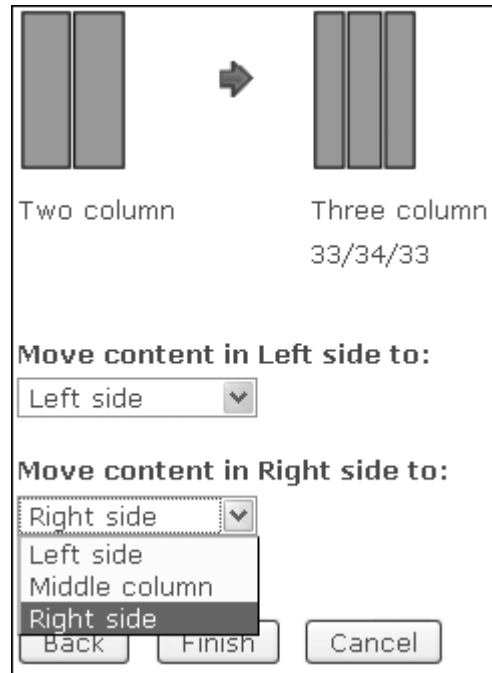 Two column
Three column
33/34/33
Move content in Left side to:
Left side
Move content in Right side to:
Right side
Left side
Middle column
Right side
Back
Finish
Cancel